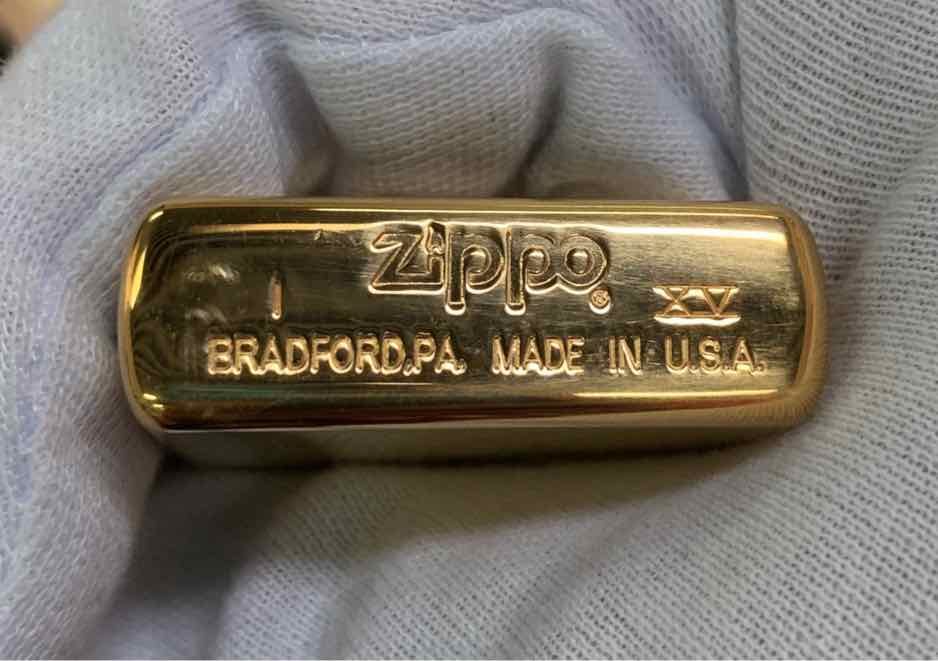 Zippo®
I XV
BRADFORD,PA. MADE IN U.S.A.